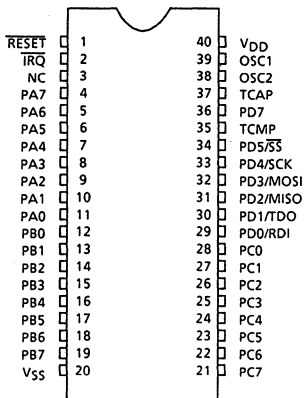 RESET 1 40 VDD
IRQ 2 39 OSC1
NC 3 38 OSC2
PA7 4 37 TCAP
PA6 5 36 PD7
PA5 6 35 TCMP
PA4 7 34 PD5/SS
PA3 8 33 PD4/SCK
PA2 9 32 PD3/MOSI
PA1 10 31 PD2/MISO
PA0 11 30 PD1/TDO
PB0 12 29 PD0/RDI
PB1 13 28 PC0
PB2 14 27 PC1
PB3 15 26 PC2
PB4 16 25 PC3
PB5 17 24 PC4
PB6 18 23 PC5
PB7 19 22 PC6
VSS 20 21 PC7